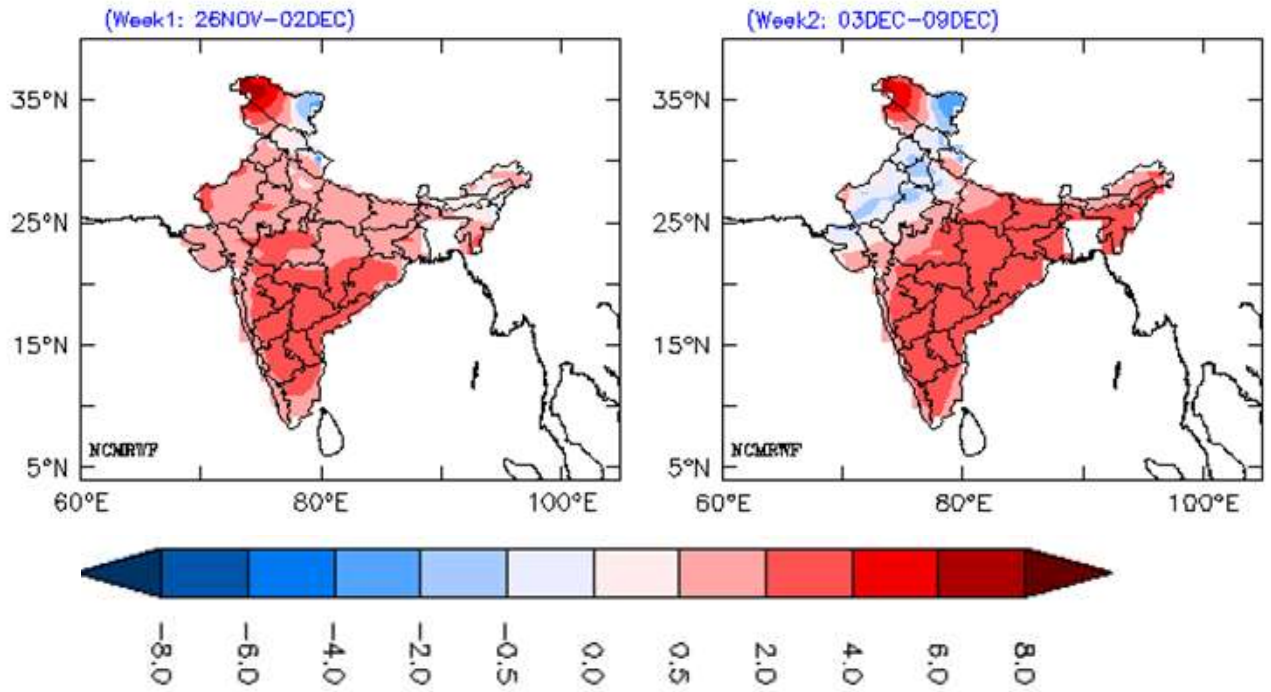 (Week1: 26NOV-02DEC)
(Week2: 03DEC-09DEC)
35°N
25°N
15°N
5°N
NCMRWF
60°E
80°E
100°E
35°N
25°N
15°N
5°N
NCMRWF
60°E
80°E
100°E
-8.0
-6.0
-4.0
-2.0
-0.5
0.0
0.5
2.0
4.0
6.0
8.0